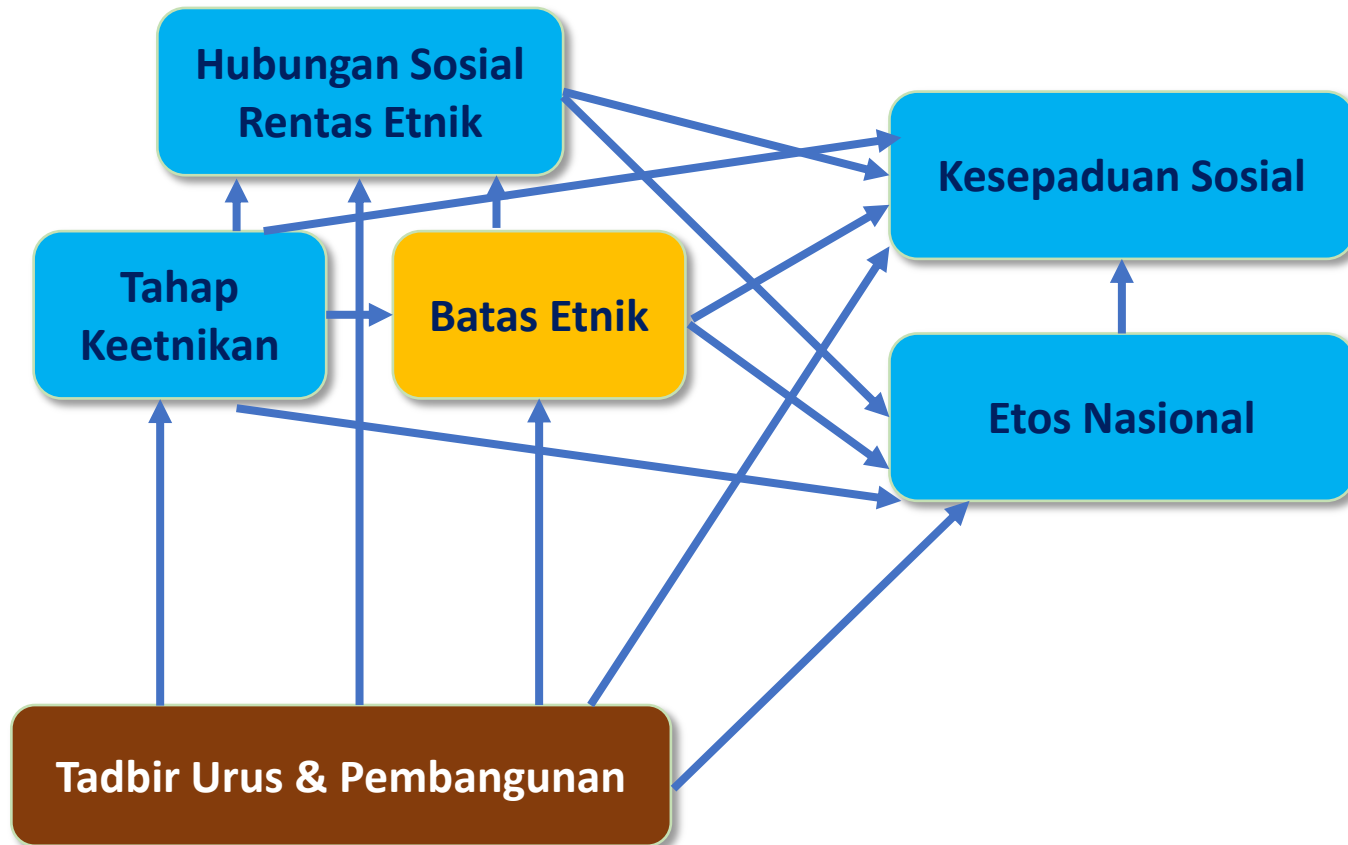 Hubungan Sosial
Rentas Etnik
Kesepaduan Sosial
Tahap
Keetnikan
Batas Etnik
Etos Nasional
Tadbir Urus & Pembangunan